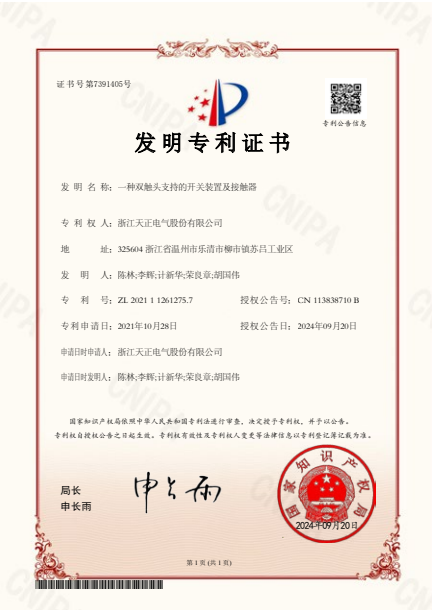 证书号第7391405号
专利公告信息
发明专利证书
发明名称：一种双触头支持的开关装置及接触器
专利权人：浙江天正电气股份有限公司
地址：325604 浙江省温州市乐清市柳市镇苏吕工业区
发明人：陈林;李辉;计新华;荣良章;胡国伟
专利号：ZL 2021 1 1261275.7 授权公告号：CN 113838710 B
专利申请日：2021年10月28日 授权公告日：2024年09月20日
申请日时申请人：浙江天正电气股份有限公司
申请日时发明人：陈林;李辉;计新华;荣良章;胡国伟
国家知识产权局依照中华人民共和国专利法进行审查，决定授予专利权，并予以公告。
专利权自授权公告之日起生效。专利权有效性及专利权人变更等法律信息以专利登记簿记载为准。
局长
申长雨
申长雨
国家知识产权局
2024年09月20日
第 1 页 (共 1 页)
CNIPA
CNIPA
CNIPA
CNIPA
CNIPA